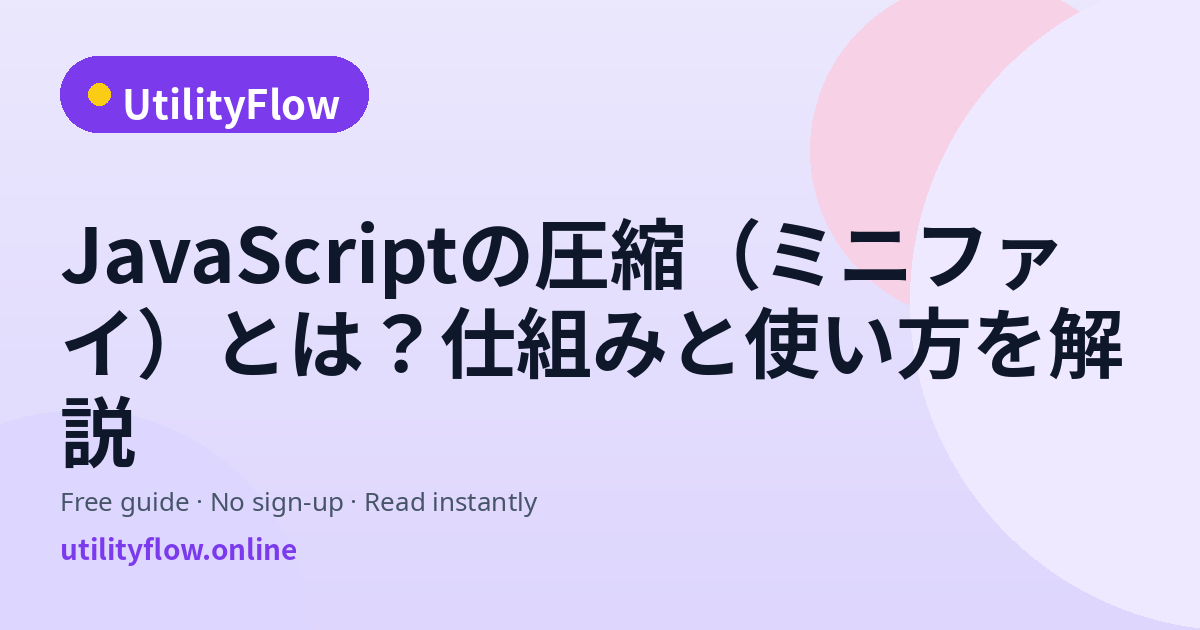 UtilityFlow
JavaScriptの圧縮（ミニファ
イ）とは？仕組みと使い方を解
説
Free guide · No sign-up · Read instantly
utilityflow.online